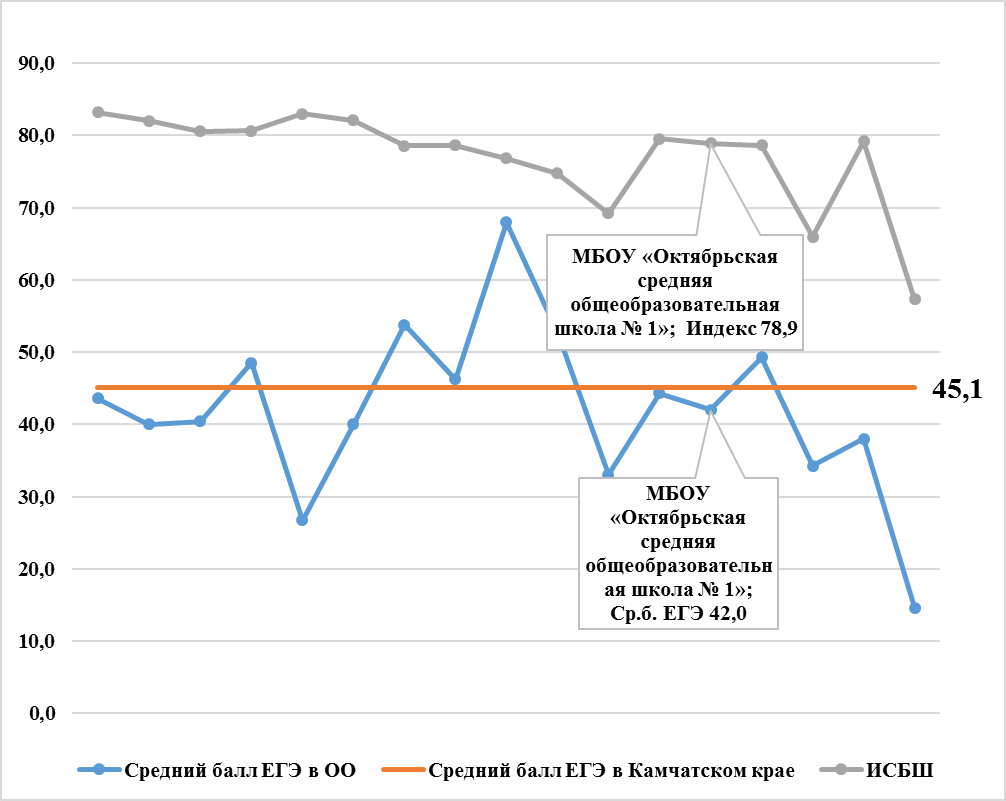 90,0
80,0
70,0
60,0
50,0
40,0
30,0
20,0
10,0
0,0
МБОУ «Октябрьская
средняя
общеобразовательная
школа № 1»; Индекс 78,9
45,1
МБОУ
«Октябрьская
средняя
общеобразовательн
ая школа № 1»;
Ср.б. ЕГЭ 42,0
Средний балл ЕГЭ в ОО
Средний балл ЕГЭ в Камчатском крае
ИСБШ